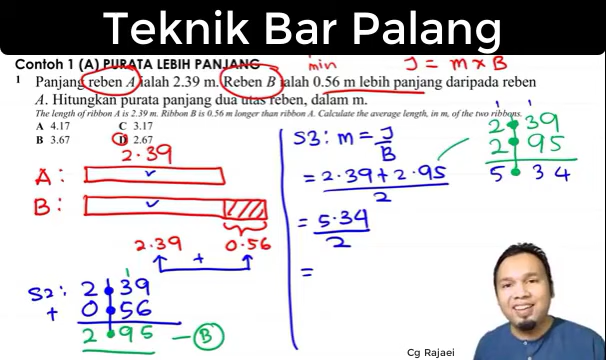 Teknik Bar Palang
Contoh 1 (A) PURATA LEBIH PANJANG
min
J = m × B
1 Panjang reben A ialah 2.39 m. Reben B ialah 0.56 m lebih panjang daripada reben
A. Hitungkan purata panjang dua utas reben, dalam m.
The length of ribbon A is 2.39 m. Ribbon B is 0.56 m longer than ribbon A. Calculate the average length, in m, of the two ribbons.
A 4.17 C 3.17
B 3.67 D 2.67
2.39
A:
B:
2.39 0.56
+
S2: 2.39
1
+ 0.56
2.95 — B
S3: m = J/B
= 2.39 + 2.95
2
= 5.34
2
=
1 1
2.39
2.95
5.34
Cg Rajaei